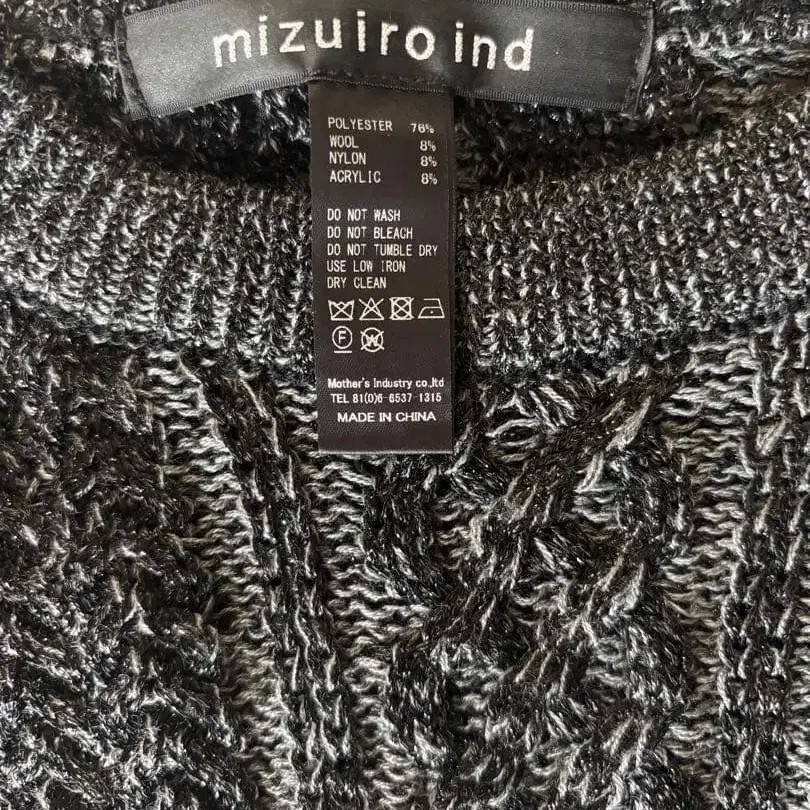 mizuiro ind
POLYESTER 76%
WOOL 8%
NYLON 8%
ACRYLIC 8%
DO NOT WASH
DO NOT BLEACH
DO NOT TUMBLE DRY
USE LOW IRON
DRY CLEAN
F W
Mother's Industry co.,ltd
TEL 81(0)6-6537-1315
MADE IN CHINA